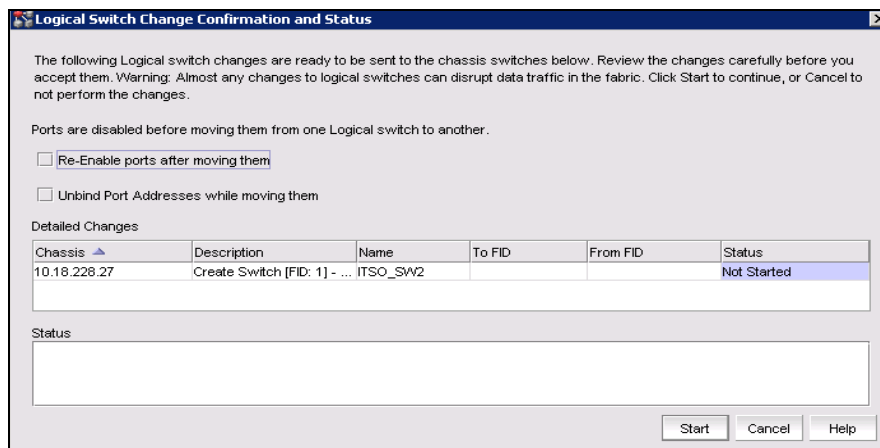 Logical Switch Change Confirmation and Status
The following Logical switch changes are ready to be sent to the chassis switches below. Review the changes carefully before you
accept them. Warning: Almost any changes to logical switches can disrupt data traffic in the fabric. Click Start to continue, or Cancel to
not perform the changes.
Ports are disabled before moving them from one Logical switch to another.
Re-Enable ports after moving them
Unbind Port Addresses while moving them
Detailed Changes
Chassis Description Name To FID From FID Status
10.18.228.27 Create Switch [FID: 1] - ... ITSO_SW2 Not Started
Status
Start Cancel Help